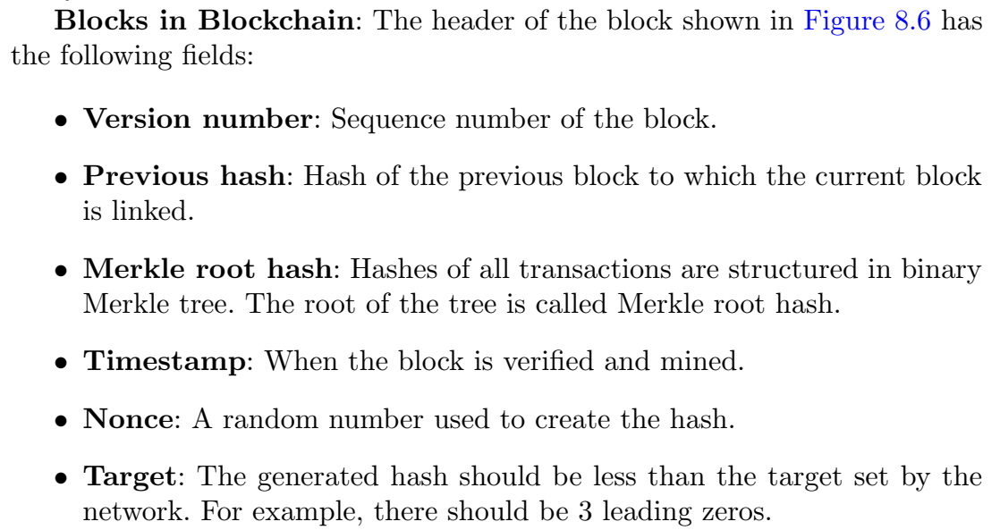 Blocks in Blockchain: The header of the block shown in Figure 8.6 has
the following fields:
• Version number: Sequence number of the block.
• Previous hash: Hash of the previous block to which the current block
is linked.
• Merkle root hash: Hashes of all transactions are structured in binary
Merkle tree. The root of the tree is called Merkle root hash.
• Timestamp: When the block is verified and mined.
• Nonce: A random number used to create the hash.
• Target: The generated hash should be less than the target set by the
network. For example, there should be 3 leading zeros.